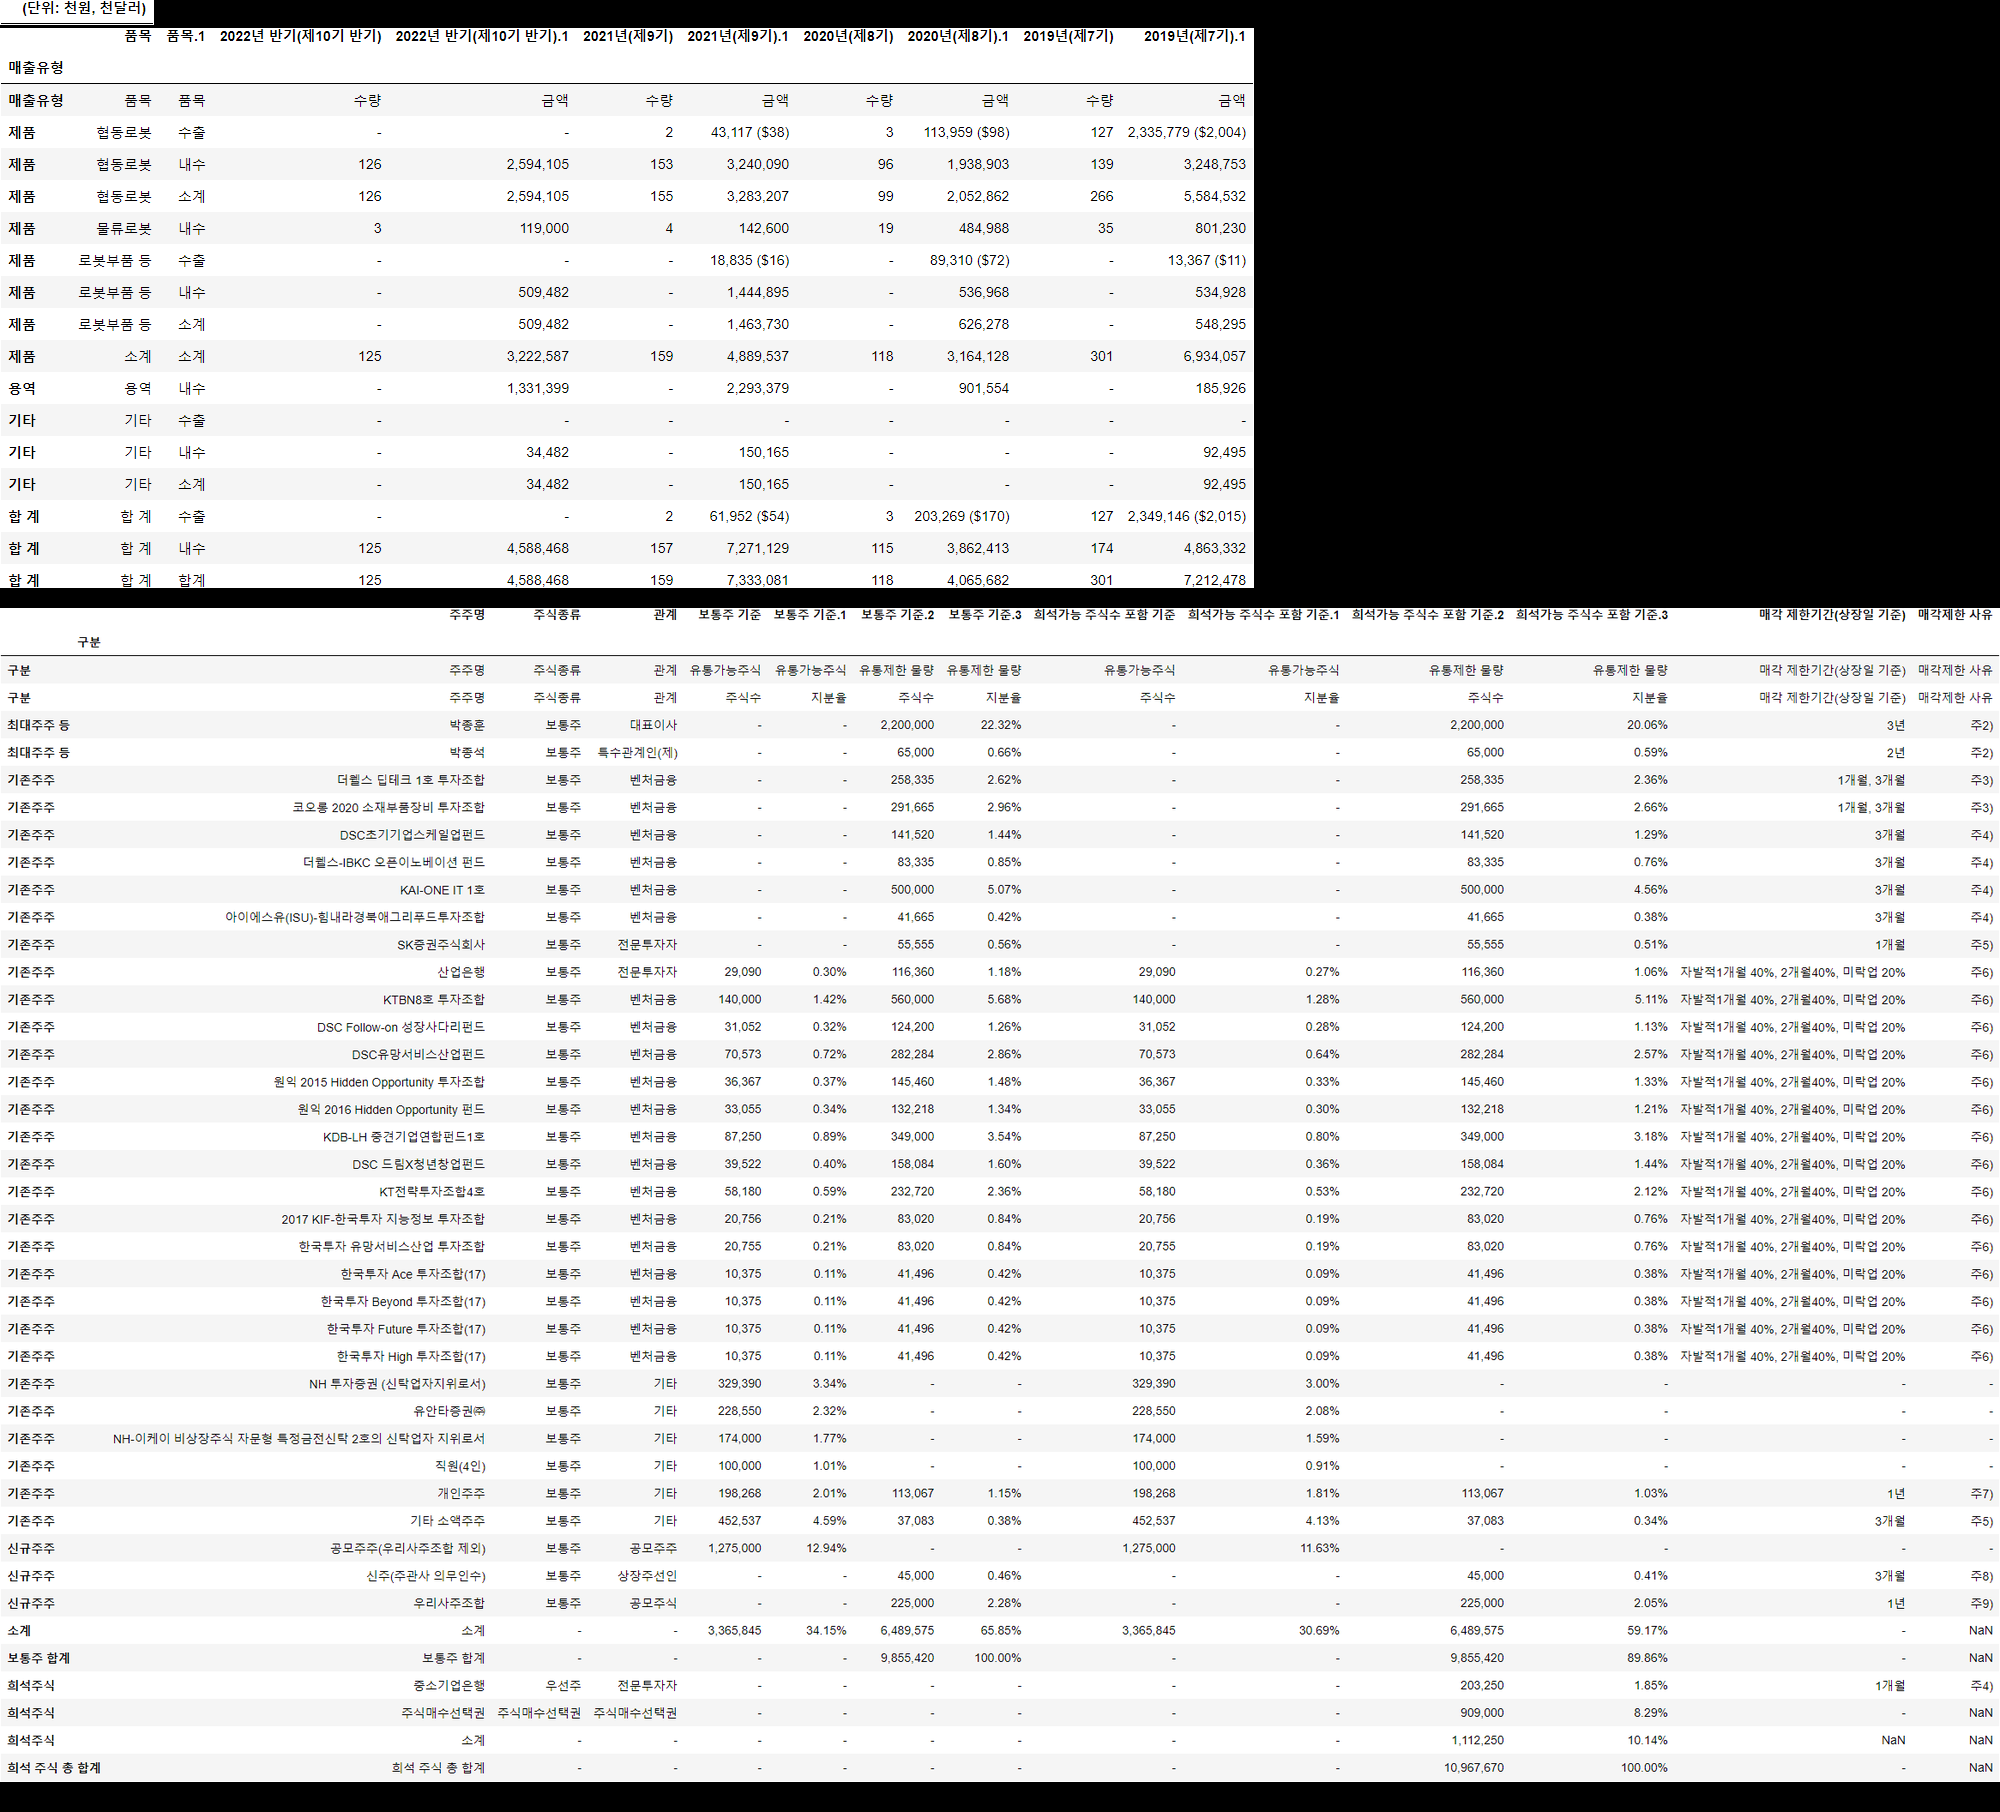 (단위: 천원, 천달러)
품목 품목.1 2022년 반기(제10기 반기) 2022년 반기(제10기 반기).1 2021년(제9기) 2021년(제9기).1 2020년(제8기) 2020년(제8기).1 2019년(제7기) 2019년(제7기).1
매출유형
매출유형 품목 품목 수량 금액 수량 금액 수량 금액 수량 금액
제품 협동로봇 수출 - - 2 43,117 ($38) 3 113,959 ($98) 127 2,335,779 ($2,004)
제품 협동로봇 내수 126 2,594,105 153 3,240,090 96 1,938,903 139 3,248,753
제품 협동로봇 소계 126 2,594,105 155 3,283,207 99 2,052,862 266 5,584,532
제품 물류로봇 내수 3 119,000 4 142,600 19 484,988 35 801,230
제품 로봇부품 등 수출 - - - 18,835 ($16) - 89,310 ($72) - 13,367 ($11)
제품 로봇부품 등 내수 - 509,482 - 1,444,895 - 536,968 - 534,928
제품 로봇부품 등 소계 - 509,482 - 1,463,730 - 626,278 - 548,295
제품 소계 소계 125 3,222,587 159 4,889,537 118 3,164,128 301 6,934,057
용역 용역 내수 - 1,331,399 - 2,293,379 - 901,554 - 185,926
기타 기타 수출 - - - - - - - -
기타 기타 내수 - 34,482 - 150,165 - - - 92,495
기타 기타 소계 - 34,482 - 150,165 - - - 92,495
합 계 합 계 수출 - - 2 61,952 ($54) 3 203,269 ($170) 127 2,349,146 ($2,015)
합 계 합 계 내수 125 4,588,468 157 7,271,129 115 3,862,413 174 4,863,332
합 계 합 계 합계 125 4,588,468 159 7,333,081 118 4,065,682 301 7,212,478
주주명 주식종류 관계 보통주 기준 보통주 기준.1 보통주 기준.2 보통주 기준.3 희석가능 주식수 포함 기준 희석가능 주식수 포함 기준.1 희석가능 주식수 포함 기준.2 희석가능 주식수 포함 기준.3 매각 제한기간(상장일 기준) 매각제한 사유
구분
구분 주주명 주식종류 관계 유통가능주식 유통가능주식 유통제한 물량 유통제한 물량 유통가능주식 유통가능주식 유통제한 물량 유통제한 물량 매각 제한기간(상장일 기준) 매각제한 사유
구분 주주명 주식종류 관계 주식수 지분율 주식수 지분율 주식수 지분율 주식수 지분율 매각 제한기간(상장일 기준) 매각제한 사유
최대주주 등 박종훈 보통주 대표이사 - - 2,200,000 22.32% - - 2,200,000 20.06% 3년 주2)
최대주주 등 박종석 보통주 특수관계인(제) - - 65,000 0.66% - - 65,000 0.59% 2년 주2)
기존주주 더웰스 딥테크 1호 투자조합 보통주 벤처금융 - - 258,335 2.62% - - 258,335 2.36% 1개월, 3개월 주3)
기존주주 코오롱 2020 소재부품장비 투자조합 보통주 벤처금융 - - 291,665 2.96% - - 291,665 2.66% 1개월, 3개월 주3)
기존주주 DSC초기기업스케일업펀드 보통주 벤처금융 - - 141,520 1.44% - - 141,520 1.29% 3개월 주4)
기존주주 더웰스-IBKC 오픈이노베이션 펀드 보통주 벤처금융 - - 83,335 0.85% - - 83,335 0.76% 3개월 주4)
기존주주 KAI-ONE IT 1호 보통주 벤처금융 - - 500,000 5.07% - - 500,000 4.56% 3개월 주4)
기존주주 아이에스유(ISU)-힘내라경북애그리푸드투자조합 보통주 벤처금융 - - 41,665 0.42% - - 41,665 0.38% 3개월 주4)
기존주주 SK증권주식회사 보통주 전문투자자 - - 55,555 0.56% - - 55,555 0.51% 1개월 주5)
기존주주 산업은행 보통주 전문투자자 29,090 0.30% 116,360 1.18% 29,090 0.27% 116,360 1.06% 자발적1개월 40%, 2개월40%, 미락업 20% 주6)
기존주주 KTBN8호 투자조합 보통주 벤처금융 140,000 1.42% 560,000 5.68% 140,000 1.28% 560,000 5.11% 자발적1개월 40%, 2개월40%, 미락업 20% 주6)
기존주주 DSC Follow-on 성장사다리펀드 보통주 벤처금융 31,052 0.32% 124,200 1.26% 31,052 0.28% 124,200 1.13% 자발적1개월 40%, 2개월40%, 미락업 20% 주6)
기존주주 DSC유망서비스산업펀드 보통주 벤처금융 70,573 0.72% 282,284 2.86% 70,573 0.64% 282,284 2.57% 자발적1개월 40%, 2개월40%, 미락업 20% 주6)
기존주주 원익 2015 Hidden Opportunity 투자조합 보통주 벤처금융 36,367 0.37% 145,460 1.48% 36,367 0.33% 145,460 1.33% 자발적1개월 40%, 2개월40%, 미락업 20% 주6)
기존주주 원익 2016 Hidden Opportunity 펀드 보통주 벤처금융 33,055 0.34% 132,218 1.34% 33,055 0.30% 132,218 1.21% 자발적1개월 40%, 2개월40%, 미락업 20% 주6)
기존주주 KDB-LH 중견기업연합펀드1호 보통주 벤처금융 87,250 0.89% 349,000 3.54% 87,250 0.80% 349,000 3.18% 자발적1개월 40%, 2개월40%, 미락업 20% 주6)
기존주주 DSC 드림X청년창업펀드 보통주 벤처금융 39,522 0.40% 158,084 1.60% 39,522 0.36% 158,084 1.44% 자발적1개월 40%, 2개월40%, 미락업 20% 주6)
기존주주 KT전략투자조합4호 보통주 벤처금융 58,180 0.59% 232,720 2.36% 58,180 0.53% 232,720 2.12% 자발적1개월 40%, 2개월40%, 미락업 20% 주6)
기존주주 2017 KIF-한국투자 지능정보 투자조합 보통주 벤처금융 20,756 0.21% 83,020 0.84% 20,756 0.19% 83,020 0.76% 자발적1개월 40%, 2개월40%, 미락업 20% 주6)
기존주주 한국투자 유망서비스산업 투자조합 보통주 벤처금융 20,755 0.21% 83,020 0.84% 20,755 0.19% 83,020 0.76% 자발적1개월 40%, 2개월40%, 미락업 20% 주6)
기존주주 한국투자 Ace 투자조합(17) 보통주 벤처금융 10,375 0.11% 41,496 0.42% 10,375 0.09% 41,496 0.38% 자발적1개월 40%, 2개월40%, 미락업 20% 주6)
기존주주 한국투자 Beyond 투자조합(17) 보통주 벤처금융 10,375 0.11% 41,496 0.42% 10,375 0.09% 41,496 0.38% 자발적1개월 40%, 2개월40%, 미락업 20% 주6)
기존주주 한국투자 Future 투자조합(17) 보통주 벤처금융 10,375 0.11% 41,496 0.42% 10,375 0.09% 41,496 0.38% 자발적1개월 40%, 2개월40%, 미락업 20% 주6)
기존주주 한국투자 High 투자조합(17) 보통주 벤처금융 10,375 0.11% 41,496 0.42% 10,375 0.09% 41,496 0.38% 자발적1개월 40%, 2개월40%, 미락업 20% 주6)
기존주주 NH 투자증권 (신탁업자지위로서) 보통주 기타 329,390 3.34% - - 329,390 3.00% - - - -
기존주주 유안타증권㈜ 보통주 기타 228,550 2.32% - - 228,550 2.08% - - - -
기존주주 NH-이케이 비상장주식 자문형 특정금전신탁 2호의 신탁업자 지위로서 보통주 기타 174,000 1.77% - - 174,000 1.59% - - - -
기존주주 직원(4인) 보통주 기타 100,000 1.01% - - 100,000 0.91% - - - -
기존주주 개인주주 보통주 기타 198,268 2.01% 113,067 1.15% 198,268 1.81% 113,067 1.03% 1년 주7)
기존주주 기타 소액주주 보통주 기타 452,537 4.59% 37,083 0.38% 452,537 4.13% 37,083 0.34% 3개월 주5)
신규주주 공모주주(우리사주조합 제외) 보통주 공모주주 1,275,000 12.94% - - 1,275,000 11.63% - - - -
신규주주 신주(주관사 의무인수) 보통주 상장주선인 - - 45,000 0.46% - - 45,000 0.41% 3개월 주8)
신규주주 우리사주조합 보통주 공모주식 - - 225,000 2.28% - - 225,000 2.05% 1년 주9)
소계 소계 - - 3,365,845 34.15% 6,489,575 65.85% 3,365,845 30.69% 6,489,575 59.17% - NaN
보통주 합계 보통주 합계 - - - - 9,855,420 100.00% - - 9,855,420 89.86% - NaN
희석주식 중소기업은행 우선주 전문투자자 - - - - - - 203,250 1.85% 1개월 주4)
희석주식 주식매수선택권 주식매수선택권 주식매수선택권 - - - - - - 909,000 8.29% - NaN
희석주식 소계 - - - - - - - - 1,112,250 10.14% NaN NaN
희석 주식 총 합계 희석 주식 총 합계 - - - - - - - - 10,967,670 100.00% - NaN